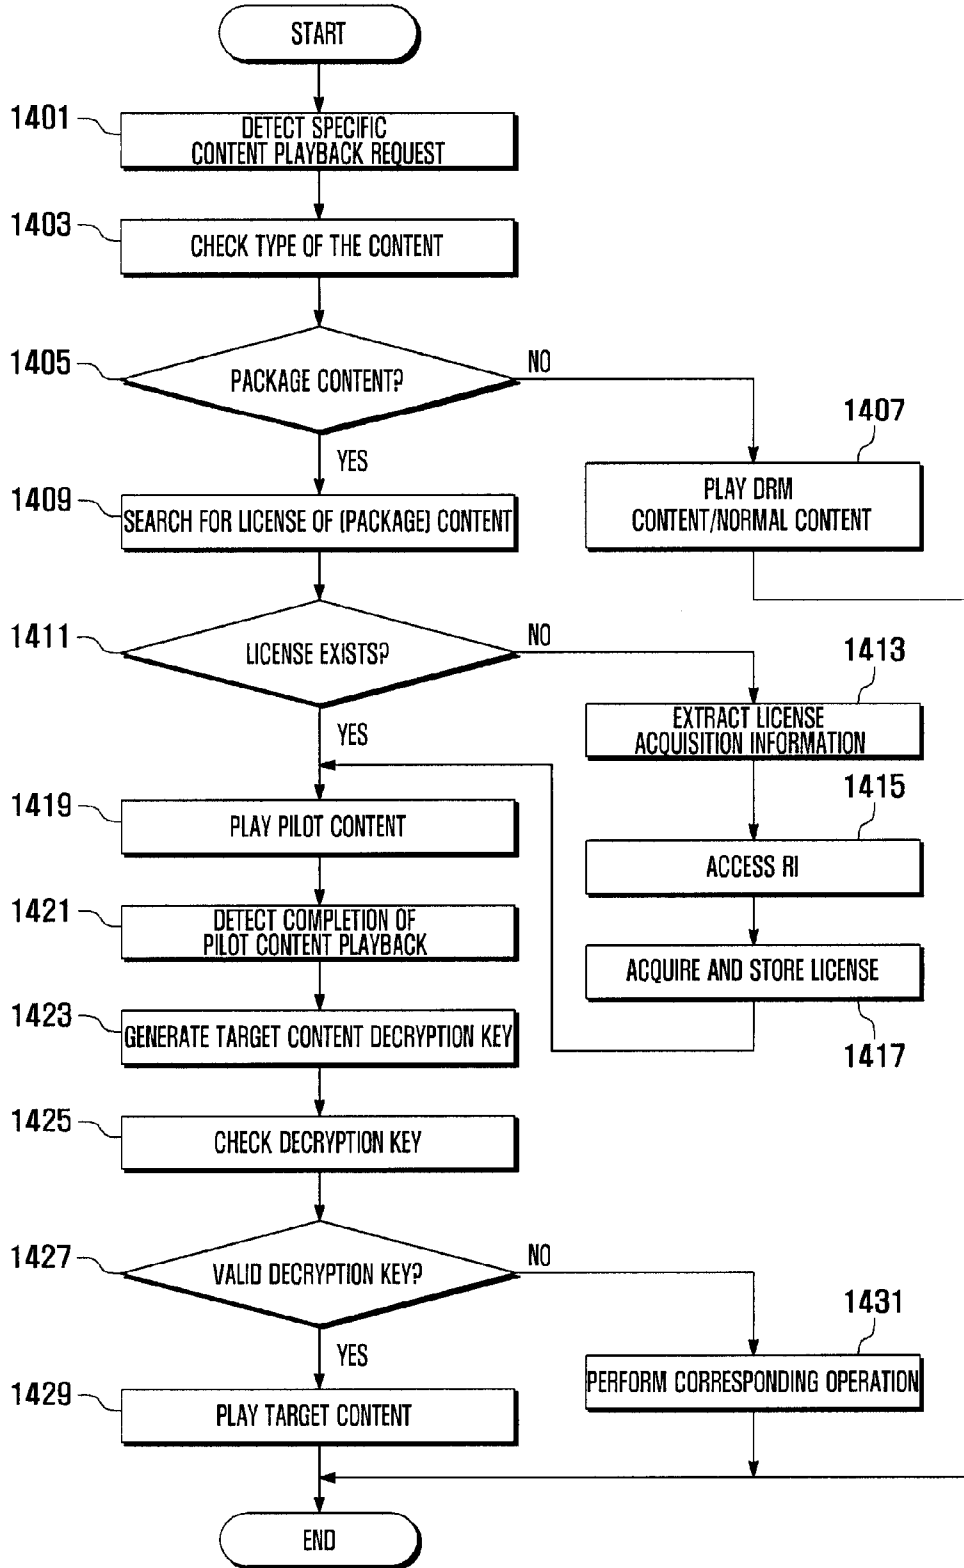 START
1401
DETECT SPECIFIC
CONTENT PLAYBACK REQUEST
1403
CHECK TYPE OF THE CONTENT
1405
PACKAGE CONTENT?
NO
YES
1407
PLAY DRM
CONTENT/NORMAL CONTENT
1409
SEARCH FOR LICENSE OF (PACKAGE) CONTENT
1411
LICENSE EXISTS?
NO
YES
1413
EXTRACT LICENSE
ACQUISITION INFORMATION
1415
ACCESS RI
ACQUIRE AND STORE LICENSE
1417
1419
PLAY PILOT CONTENT
1421
DETECT COMPLETION OF
PILOT CONTENT PLAYBACK
1423
GENERATE TARGET CONTENT DECRYPTION KEY
1425
CHECK DECRYPTION KEY
1427
VALID DECRYPTION KEY?
NO
YES
1431
PERFORM CORRESPONDING OPERATION
1429
PLAY TARGET CONTENT
END